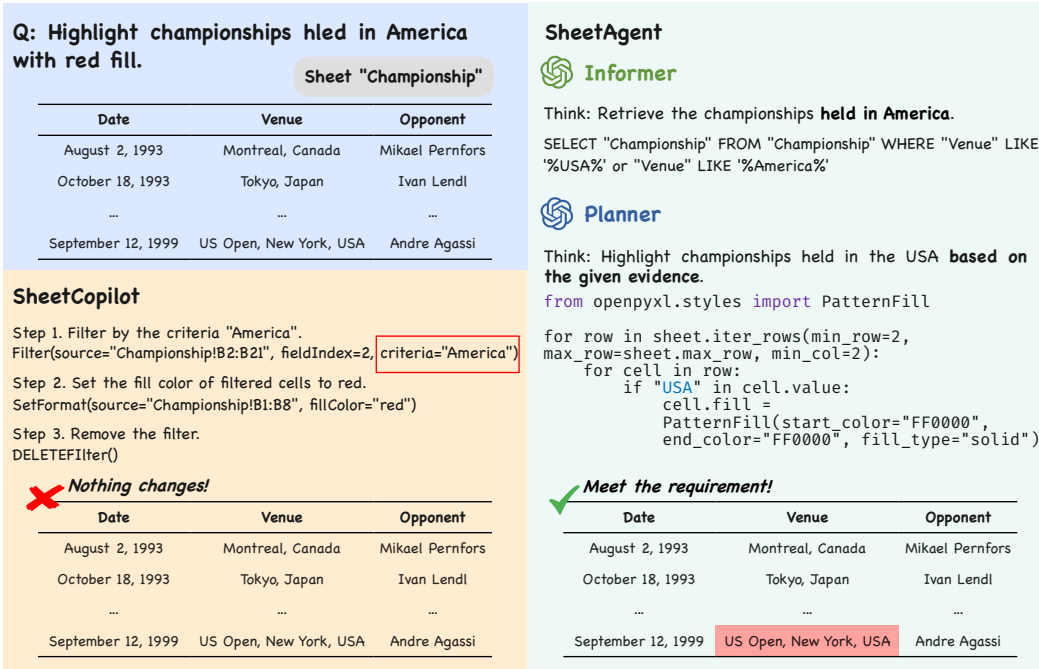 Q: Highlight championships hled in America
with red fill.
Sheet "Championship"
Date Venue Opponent
August 2, 1993 Montreal, Canada Mikael Pernfors
October 18, 1993 Tokyo, Japan Ivan Lendl
... ... ...
September 12, 1999 US Open, New York, USA Andre Agassi
SheetCopilot
Step 1. Filter by the criteria "America".
Filter(source="Championship!B2:B21", fieldIndex=2, criteria="America")
Step 2. Set the fill color of filtered cells to red.
SetFormat(source="Championship!B1:B8", fillColor="red")
Step 3. Remove the filter.
DELETEFIlter()
Nothing changes!
Date Venue Opponent
August 2, 1993 Montreal, Canada Mikael Pernfors
October 18, 1993 Tokyo, Japan Ivan Lendl
... ... ...
September 12, 1999 US Open, New York, USA Andre Agassi
SheetAgent
Informer
Think: Retrieve the championships held in America.
SELECT "Championship" FROM "Championship" WHERE "Venue" LIKE
'%USA%' or "Venue" LIKE '%America%'
Planner
Think: Highlight championships held in the USA based on
the given evidence.
from openpyxl.styles import PatternFill
for row in sheet.iter_rows(min_row=2,
max_row=sheet.max_row, min_col=2):
for cell in row:
if "USA" in cell.value:
cell.fill =
PatternFill(start_color="FF0000",
end_color="FF0000", fill_type="solid")
Meet the requirement!
Date Venue Opponent
August 2, 1993 Montreal, Canada Mikael Pernfors
October 18, 1993 Tokyo, Japan Ivan Lendl
... ... ...
September 12, 1999 US Open, New York, USA Andre Agassi